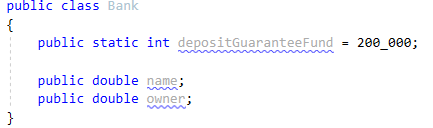 public class Bank
{
    public static int depositGuaranteeFund = 200_000;

    public double name;
    public double owner;
}